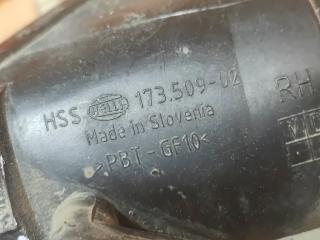 HSS HELLA 173.509-02 RH
Made in Slovenia
>PBT-GF10<